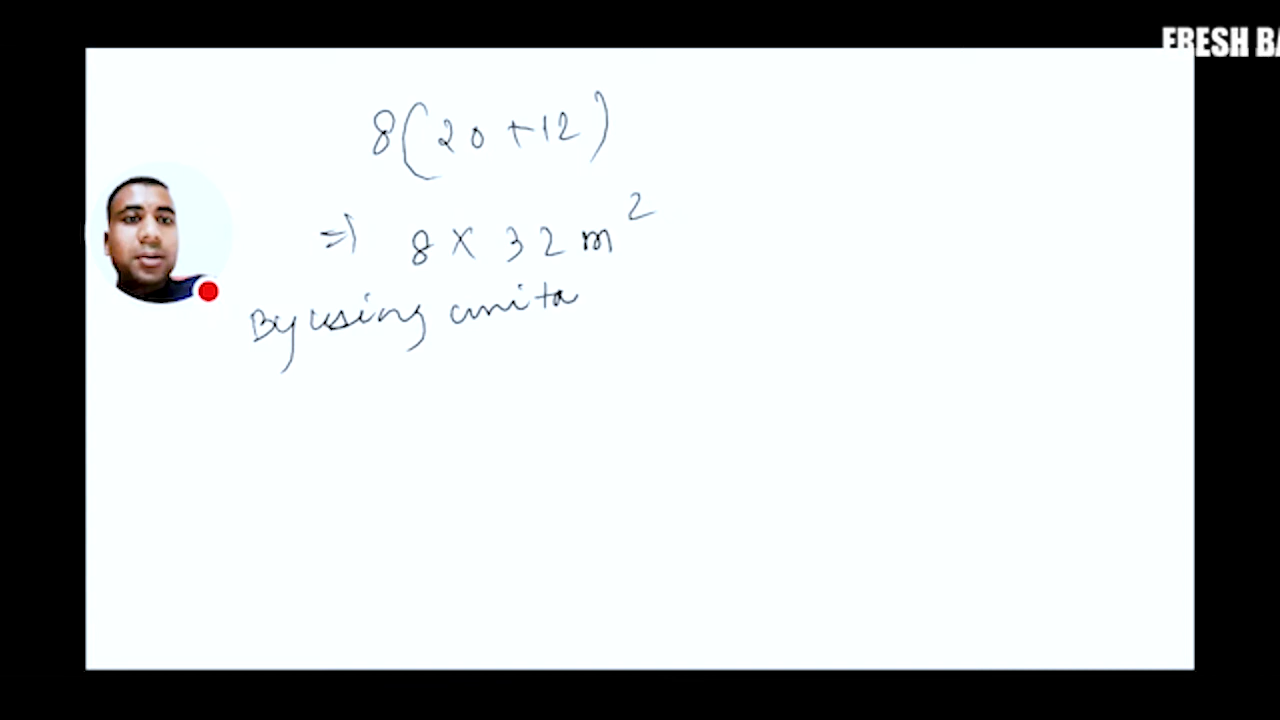 FRESH BA
8(20+12)
⇒ 8 × 32 m²
By using unita